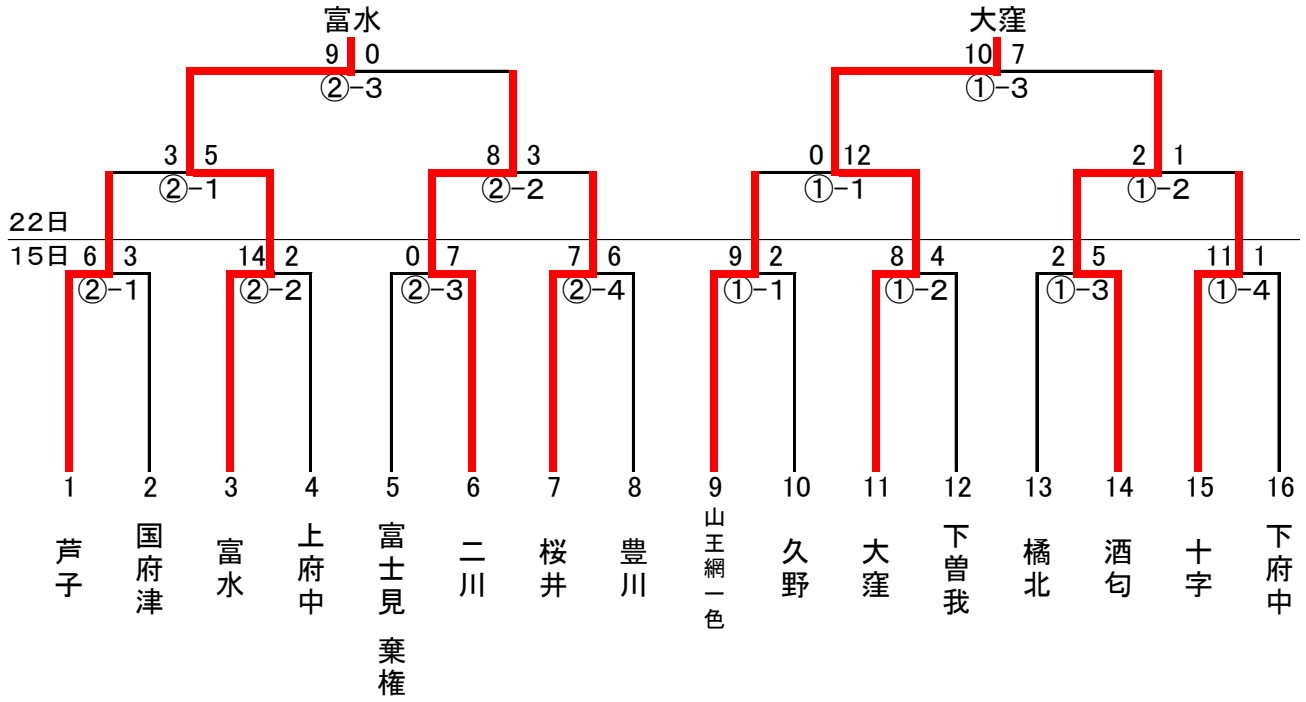 富水 大窪
9 0 10 7
②-3 ①-3
3 5 8 3 0 12 2 1
②-1 ②-2 ①-1 ①-2
22日
15日 6 3 14 2 0 7 7 6 9 2 8 4 2 5 11 1
②-1 ②-2 ②-3 ②-4 ①-1 ①-2 ①-3 ①-4
1 2 3 4 5 6 7 8 9 10 11 12 13 14 15 16
芦子
国府津
富水
上府中
富士見 棄権
二川
桜井
豊川
山王網一色
久野
大窪
下曽我
橘北
酒匂
十字
下府中